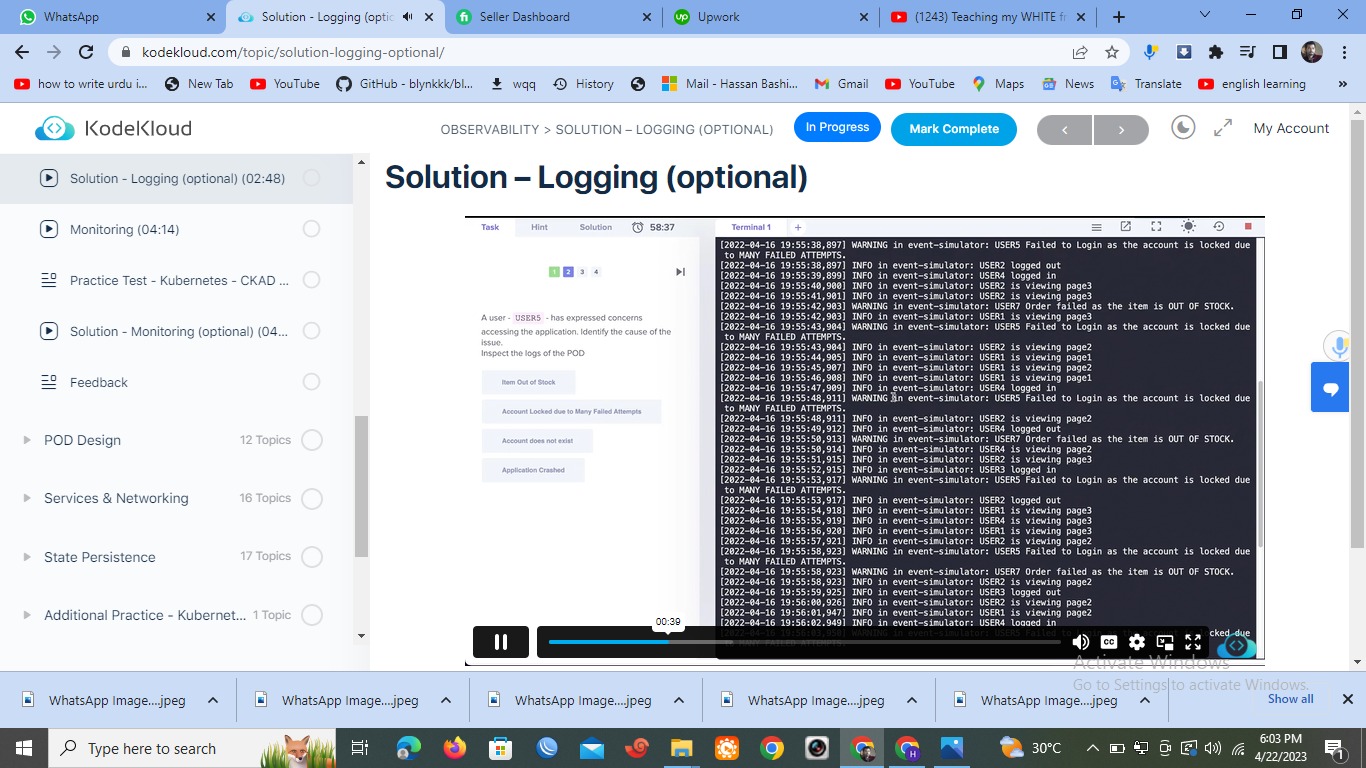 WhatsApp
Solution - Logging (optic
Seller Dashboard
Upwork
(1243) Teaching my WHITE fr
kodekloud.com/topic/solution-logging-optional/
how to write urdu i...
New Tab
YouTube
GitHub - blynkkk/bl...
wqq
History
Mail - Hassan Bashi...
Gmail
YouTube
Maps
News
Translate
english learning
KodeKloud
OBSERVABILITY > SOLUTION – LOGGING (OPTIONAL)
In Progress
Mark Complete
My Account
Solution - Logging (optional) (02:48)
Monitoring (04:14)
Practice Test - Kubernetes - CKAD ...
Solution - Monitoring (optional) (04...
Feedback
POD Design 12 Topics
Services & Networking 16 Topics
State Persistence 17 Topics
Additional Practice - Kubernet... 1 Topic
Solution – Logging (optional)
Task Hint Solution 58:37
1 2 3 4
A user - USER5 - has expressed concerns
accessing the application. Identify the cause of the
issue.
Inspect the logs of the POD
Item Out of Stock
Account Locked due to Many Failed Attempts
Account does not exist
Application Crashed
Terminal 1 +
[2022-04-16 19:55:38,897] WARNING in event-simulator: USER5 Failed to Login as the account is locked due
to MANY FAILED ATTEMPTS.
[2022-04-16 19:55:38,897] INFO in event-simulator: USER2 logged out
[2022-04-16 19:55:39,899] INFO in event-simulator: USER4 logged in
[2022-04-16 19:55:40,900] INFO in event-simulator: USER2 is viewing page3
[2022-04-16 19:55:41,901] INFO in event-simulator: USER2 is viewing page3
[2022-04-16 19:55:42,903] WARNING in event-simulator: USER7 Order failed as the item is OUT OF STOCK.
[2022-04-16 19:55:42,903] INFO in event-simulator: USER1 is viewing page3
[2022-04-16 19:55:43,904] WARNING in event-simulator: USER5 Failed to Login as the account is locked due
to MANY FAILED ATTEMPTS.
[2022-04-16 19:55:43,904] INFO in event-simulator: USER2 is viewing page2
[2022-04-16 19:55:44,905] INFO in event-simulator: USER1 is viewing page1
[2022-04-16 19:55:45,907] INFO in event-simulator: USER1 is viewing page2
[2022-04-16 19:55:46,908] INFO in event-simulator: USER1 is viewing page1
[2022-04-16 19:55:47,909] INFO in event-simulator: USER4 logged in
[2022-04-16 19:55:48,911] WARNING in event-simulator: USER5 Failed to Login as the account is locked due
to MANY FAILED ATTEMPTS.
[2022-04-16 19:55:48,911] INFO in event-simulator: USER2 is viewing page2
[2022-04-16 19:55:49,912] INFO in event-simulator: USER4 logged out
[2022-04-16 19:55:50,913] WARNING in event-simulator: USER7 Order failed as the item is OUT OF STOCK.
[2022-04-16 19:55:50,914] INFO in event-simulator: USER4 is viewing page2
[2022-04-16 19:55:51,915] INFO in event-simulator: USER2 is viewing page3
[2022-04-16 19:55:52,915] INFO in event-simulator: USER3 logged in
[2022-04-16 19:55:53,917] WARNING in event-simulator: USER5 Failed to Login as the account is locked due
to MANY FAILED ATTEMPTS.
[2022-04-16 19:55:53,917] INFO in event-simulator: USER2 logged out
[2022-04-16 19:55:54,918] INFO in event-simulator: USER1 is viewing page3
[2022-04-16 19:55:55,919] INFO in event-simulator: USER4 is viewing page3
[2022-04-16 19:55:56,920] INFO in event-simulator: USER1 is viewing page3
[2022-04-16 19:55:57,921] INFO in event-simulator: USER2 is viewing page2
[2022-04-16 19:55:58,923] WARNING in event-simulator: USER5 Failed to Login as the account is locked due
to MANY FAILED ATTEMPTS.
[2022-04-16 19:55:58,923] WARNING in event-simulator: USER7 Order failed as the item is OUT OF STOCK.
[2022-04-16 19:55:58,923] INFO in event-simulator: USER2 is viewing page2
[2022-04-16 19:55:59,925] INFO in event-simulator: USER3 logged out
[2022-04-16 19:56:00,926] INFO in event-simulator: USER2 is viewing page2
[2022-04-16 19:56:01,947] INFO in event-simulator: USER1 is viewing page2
[2022-04-16 19:56:02,949] INFO in event-simulator: USER4 logged in
[2022-04-16 19:56:03,950] WARNING in event-simulator: USER5 Failed to Login as the account is locked due
to MANY FAILED ATTEMPTS.
00:39
CC
Activate Windows
Go to Settings to activate Windows.
WhatsApp Image....jpeg
WhatsApp Image....jpeg
WhatsApp Image....jpeg
WhatsApp Image....jpeg
WhatsApp Image....jpeg
Show all
Type here to search
30°C
6:03 PM
4/22/2023
1